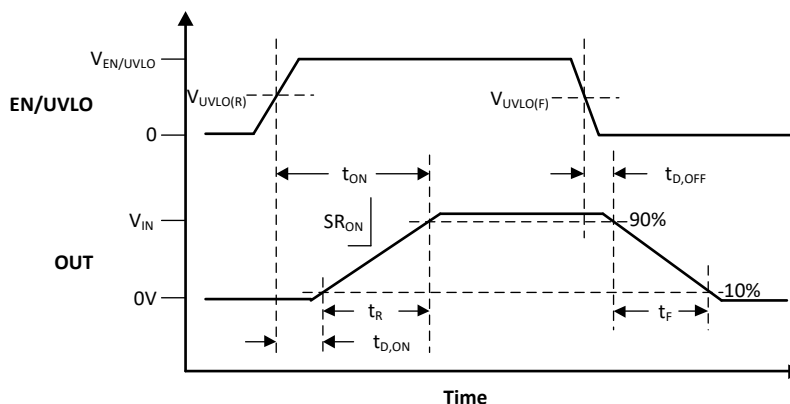 V_EN/UVLO
V_UVLO(R)
V_UVLO(F)
EN/UVLO
0
t_ON
t_D,OFF
V_IN
SR_ON
90%
OUT
0V
10%
t_R
t_F
t_D,ON
Time